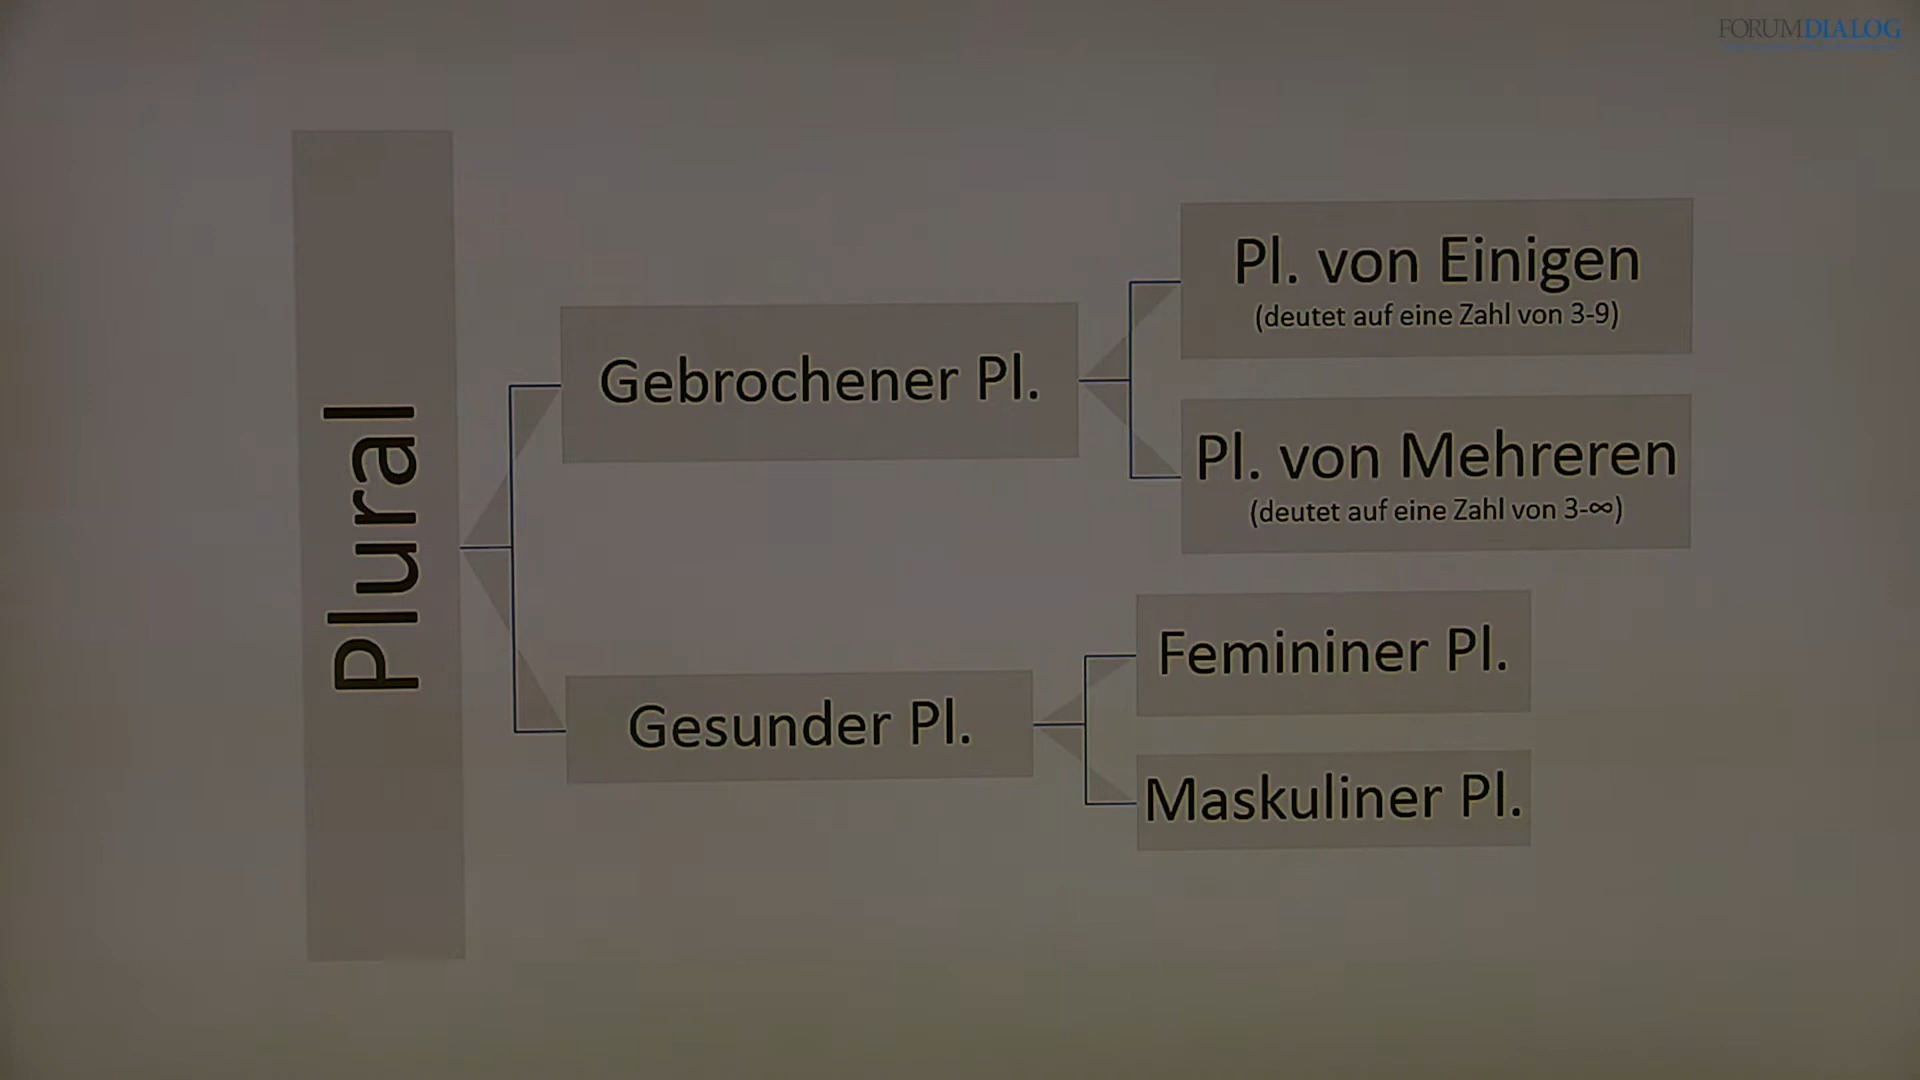 FORUMDIALOG
Plural
Gebrochener Pl.
Pl. von Einigen
(deutet auf eine Zahl von 3-9)
Pl. von Mehreren
(deutet auf eine Zahl von 3-∞)
Gesunder Pl.
Femininer Pl.
Maskuliner Pl.